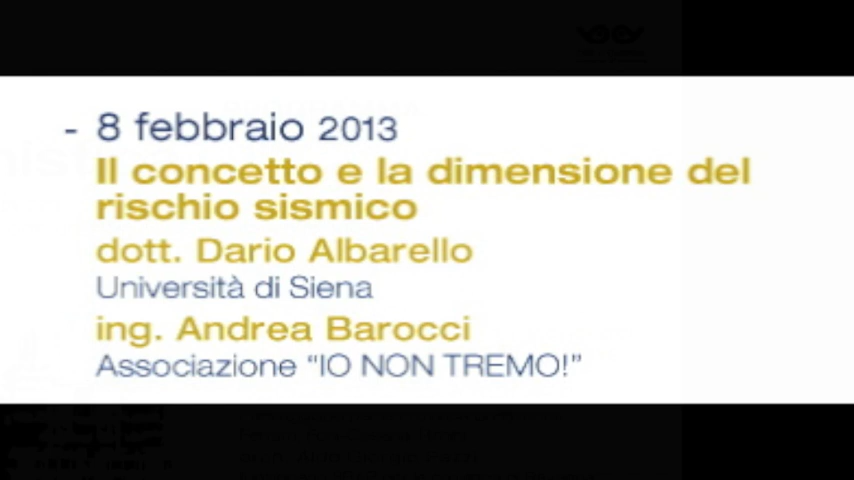 - 8 febbraio 2013
Il concetto e la dimensione del
rischio sismico
dott. Dario Albarello
Università di Siena
ing. Andrea Barocci
Associazione “IO NON TREMO!”